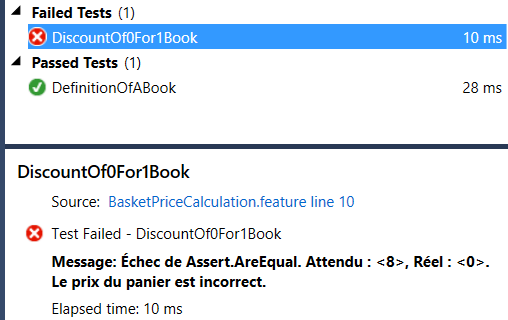 Failed Tests (1)
DiscountOf0For1Book 10 ms
Passed Tests (1)
DefinitionOfABook 28 ms
DiscountOf0For1Book
Source: BasketPriceCalculation.feature line 10
Test Failed - DiscountOf0For1Book
Message: Échec de Assert.AreEqual. Attendu : <8>, Réel : <0>.
Le prix du panier est incorrect.
Elapsed time: 10 ms